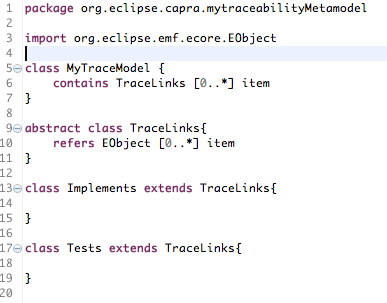 1 package org.eclipse.capra.mytraceabilityMetamodel
2
3 import org.eclipse.emf.ecore.EObject
4
5 class MyTraceModel {
6     contains TraceLinks [0..*] item
7 }
8
9 abstract class TraceLinks{
10     refers EObject [0..*] item
11 }
12
13 class Implements extends TraceLinks{
14
15 }
16
17 class Tests extends TraceLinks{
18
19 }
20